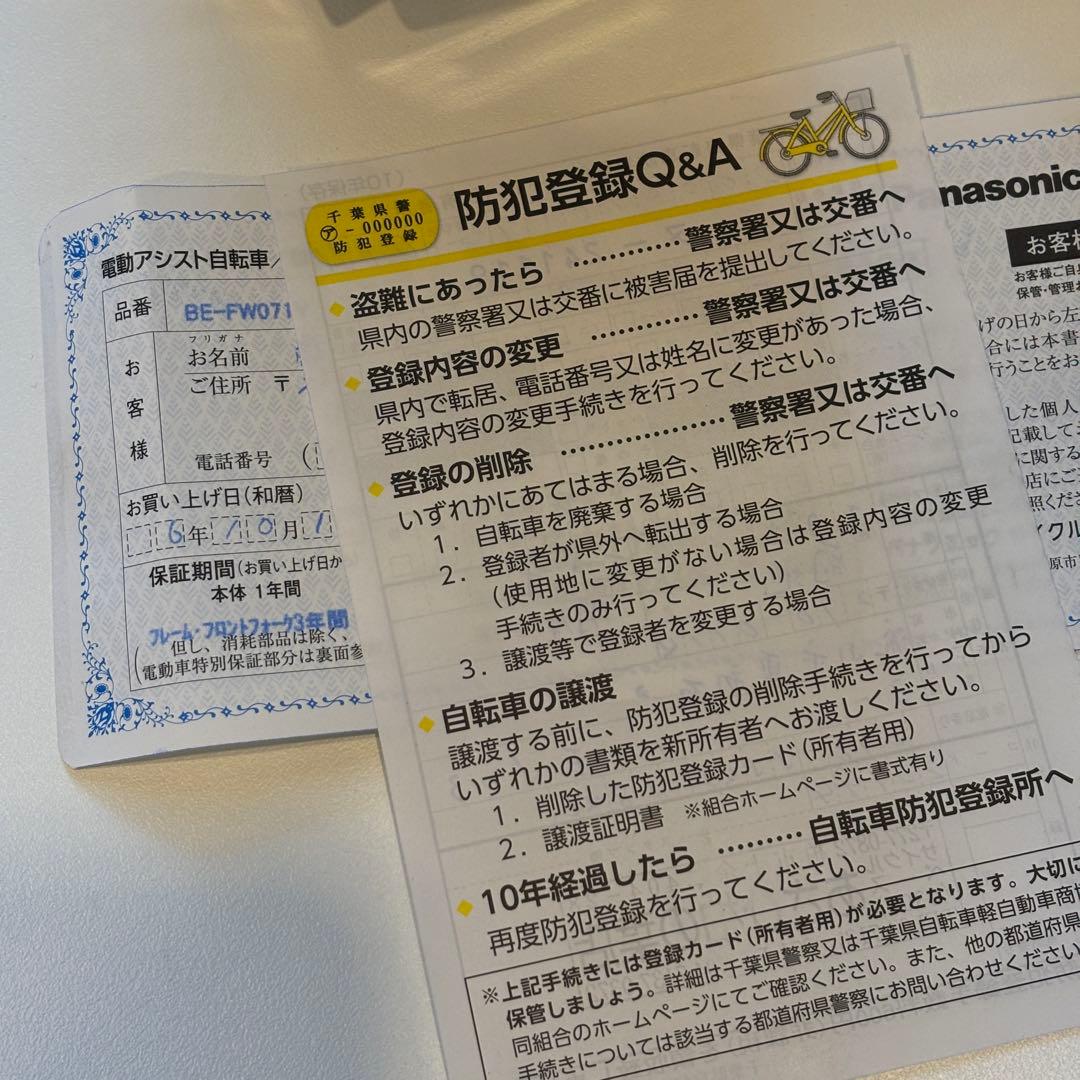 電動アシスト自転車/
品番 BE-FW071
お客様
フリガナ
お名前
ご住所 〒
電話番号 (
お買い上げ日(和暦)
6年10月1
保証期間(お買い上げ日か
本体 1年間
フレーム・フロントフォーク3年間
但し、消耗部品は除く、
(電動車特別保証部分は裏面参
千葉県警
㋐-000000
防犯登録
防犯登録Q&A
◆盗難にあったら …………警察署又は交番へ
県内の警察署又は交番に被害届を提出してください。
◆登録内容の変更 …………警察署又は交番へ
県内で転居、電話番号又は姓名に変更があった場合、
登録内容の変更手続きを行ってください。
◆登録の削除 ………………警察署又は交番へ
いずれかにあてはまる場合、削除を行ってください。
1. 自転車を廃棄する場合
2. 登録者が県外へ転出する場合
(使用地に変更がない場合は登録内容の変更
手続きのみ行ってください)
3. 譲渡等で登録者を変更する場合
◆自転車の譲渡
譲渡する前に、防犯登録の削除手続きを行ってから
いずれかの書類を新所有者へお渡しください。
1. 削除した防犯登録カード(所有者用)
2. 譲渡証明書 ※組合ホームページに書式有り
◆10年経過したら ………自転車防犯登録所へ
再度防犯登録を行ってください。
※上記手続きには登録カード(所有者用)が必要となります。大切に
保管しましょう。詳細は千葉県警察又は千葉県自転車軽自動車商
同組合のホームページにてご確認ください。また、他の都道府県
手続きについては該当する都道府県警察にお問い合わせください
nasonic
お客様
お客様ご自身
保管・管理
げの日から左
合には本書
行うことをお
した個人
記載して
に関する
店にご
照くださ
イクル
原市